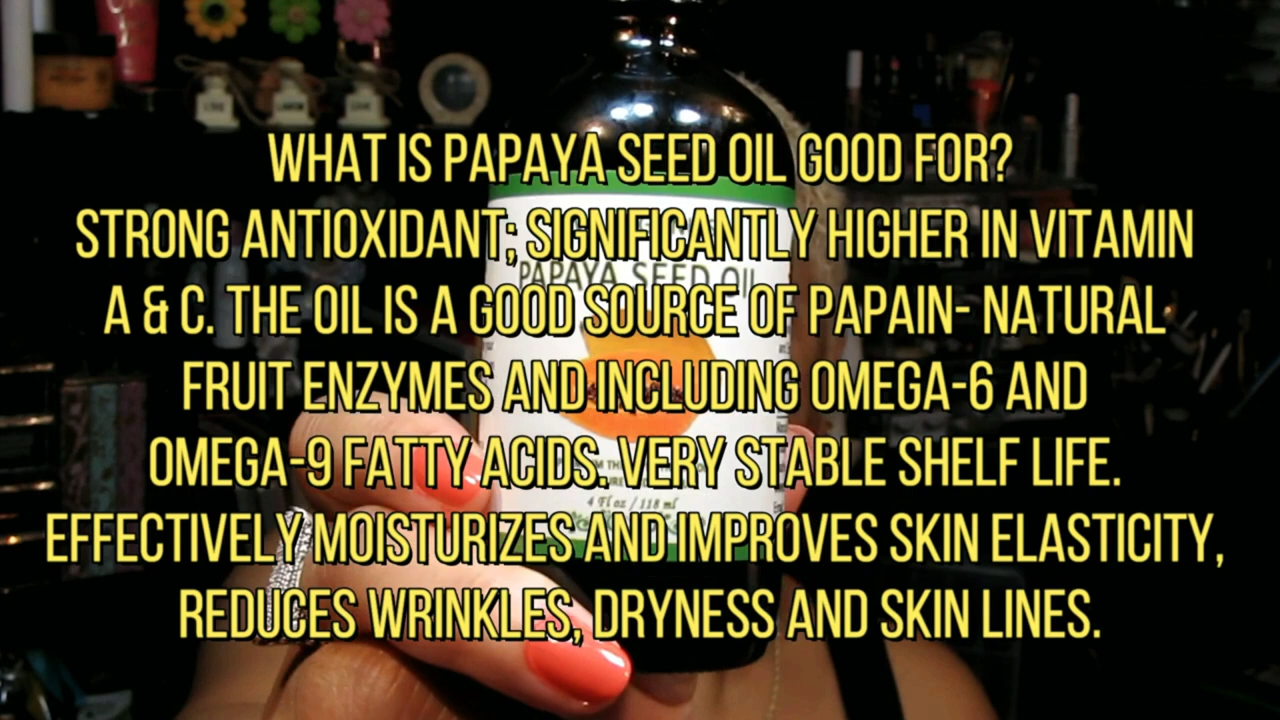 WHAT IS PAPAYA SEED OIL GOOD FOR?
STRONG ANTIOXIDANT; SIGNIFICANTLY HIGHER IN VITAMIN
A & C. THE OIL IS A GOOD SOURCE OF PAPAIN- NATURAL
FRUIT ENZYMES AND INCLUDING OMEGA-6 AND
OMEGA-9 FATTY ACIDS. VERY STABLE SHELF LIFE.
EFFECTIVELY MOISTURIZES AND IMPROVES SKIN ELASTICITY,
REDUCES WRINKLES, DRYNESS AND SKIN LINES.
PAPAYA SEED OIL
4 Fl oz / 118 ml